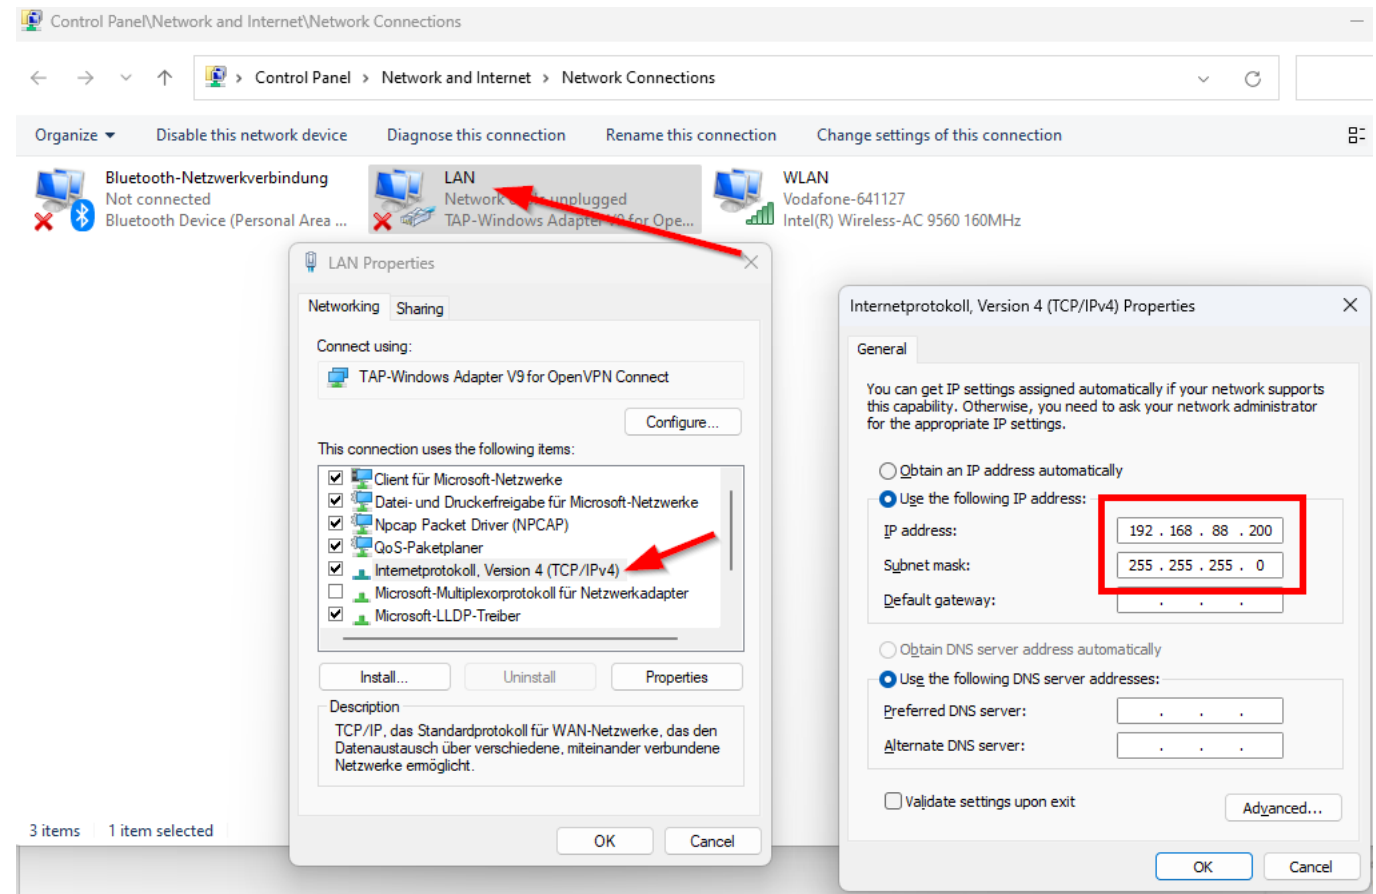 Control Panel\Network and Internet\Network Connections
Control Panel > Network and Internet > Network Connections
Organize Disable this network device Diagnose this connection Rename this connection Change settings of this connection
Bluetooth-Netzwerkverbindung
Not connected
Bluetooth Device (Personal Area ...
LAN
Network unplugged
TAP-Windows Adapter V9 for Ope...
WLAN
Vodafone-641127
Intel(R) Wireless-AC 9560 160MHz
LAN Properties
Networking Sharing
Connect using:
TAP-Windows Adapter V9 for OpenVPN Connect
Configure...
This connection uses the following items:
Client für Microsoft-Netzwerke
Datei- und Druckerfreigabe für Microsoft-Netzwerke
Npcap Packet Driver (NPCAP)
QoS-Paketplaner
Internetprotokoll, Version 4 (TCP/IPv4)
Microsoft-Multiplexorprotokoll für Netzwerkadapter
Microsoft-LLDP-Treiber
Install... Uninstall Properties
Description
TCP/IP, das Standardprotokoll für WAN-Netzwerke, das den
Datenaustausch über verschiedene, miteinander verbundene
Netzwerke ermöglicht.
OK Cancel
3 items 1 item selected
Internetprotokoll, Version 4 (TCP/IPv4) Properties
General
You can get IP settings assigned automatically if your network supports
this capability. Otherwise, you need to ask your network administrator
for the appropriate IP settings.
Obtain an IP address automatically
Use the following IP address:
IP address: 192 . 168 . 88 . 200
Subnet mask: 255 . 255 . 255 . 0
Default gateway: . . .
Obtain DNS server address automatically
Use the following DNS server addresses:
Preferred DNS server: . . .
Alternate DNS server: . . .
Validate settings upon exit
Advanced...
OK Cancel